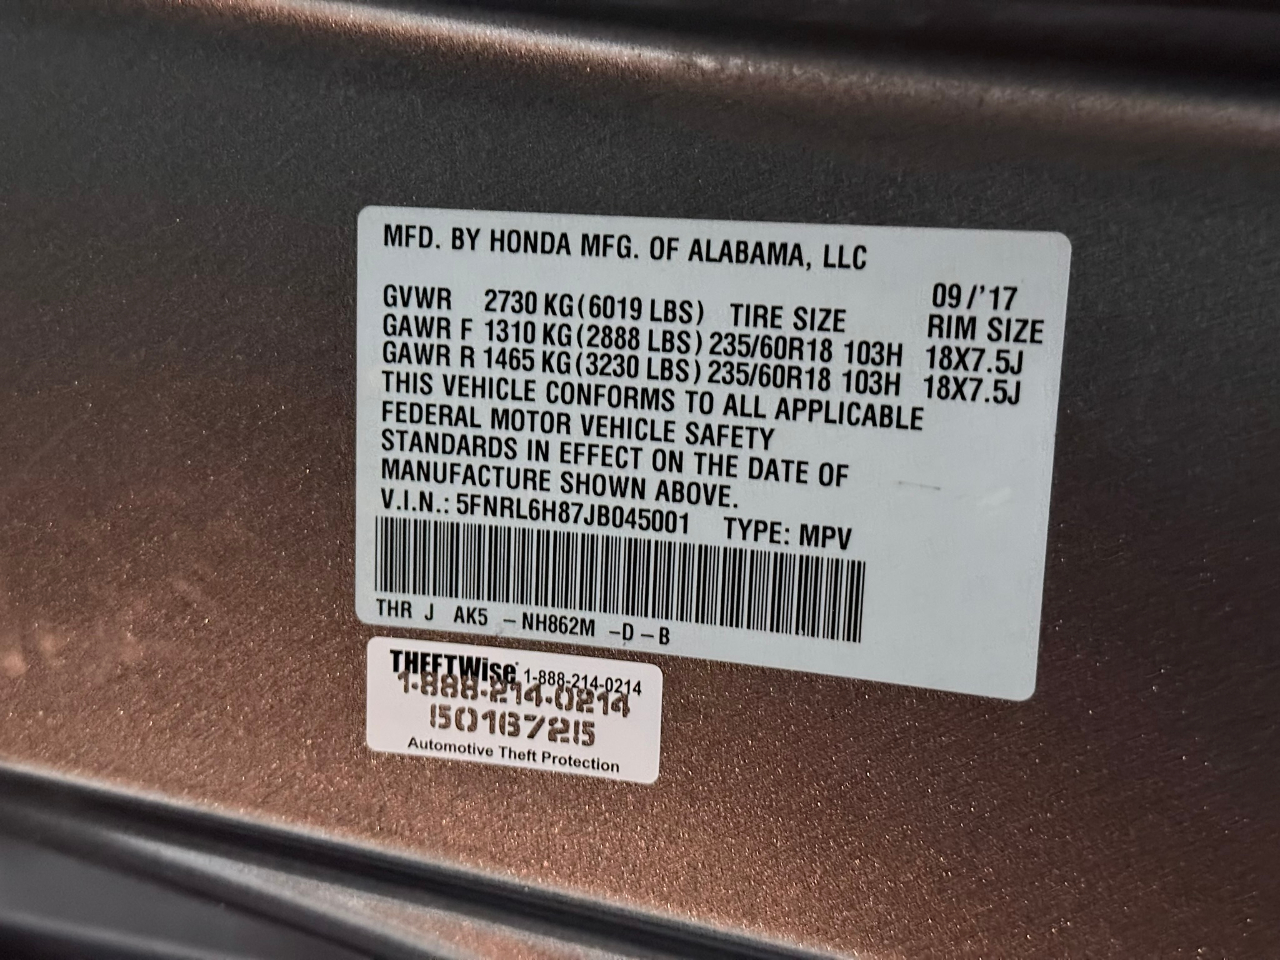 MFD. BY HONDA MFG. OF ALABAMA, LLC
09/'17
GVWR 2730 KG(6019 LBS) TIRE SIZE RIM SIZE
GAWR F 1310 KG(2888 LBS) 235/60R18 103H 18X7.5J
GAWR R 1465 KG(3230 LBS) 235/60R18 103H 18X7.5J
THIS VEHICLE CONFORMS TO ALL APPLICABLE
FEDERAL MOTOR VEHICLE SAFETY
STANDARDS IN EFFECT ON THE DATE OF
MANUFACTURE SHOWN ABOVE.
V.I.N.: 5FNRL6H87JB045001 TYPE: MPV
THR J AK5 -NH862M -D-B
THEFTWise 1-888-214-0214
1-888-214-0214
15016725
Automotive Theft Protection